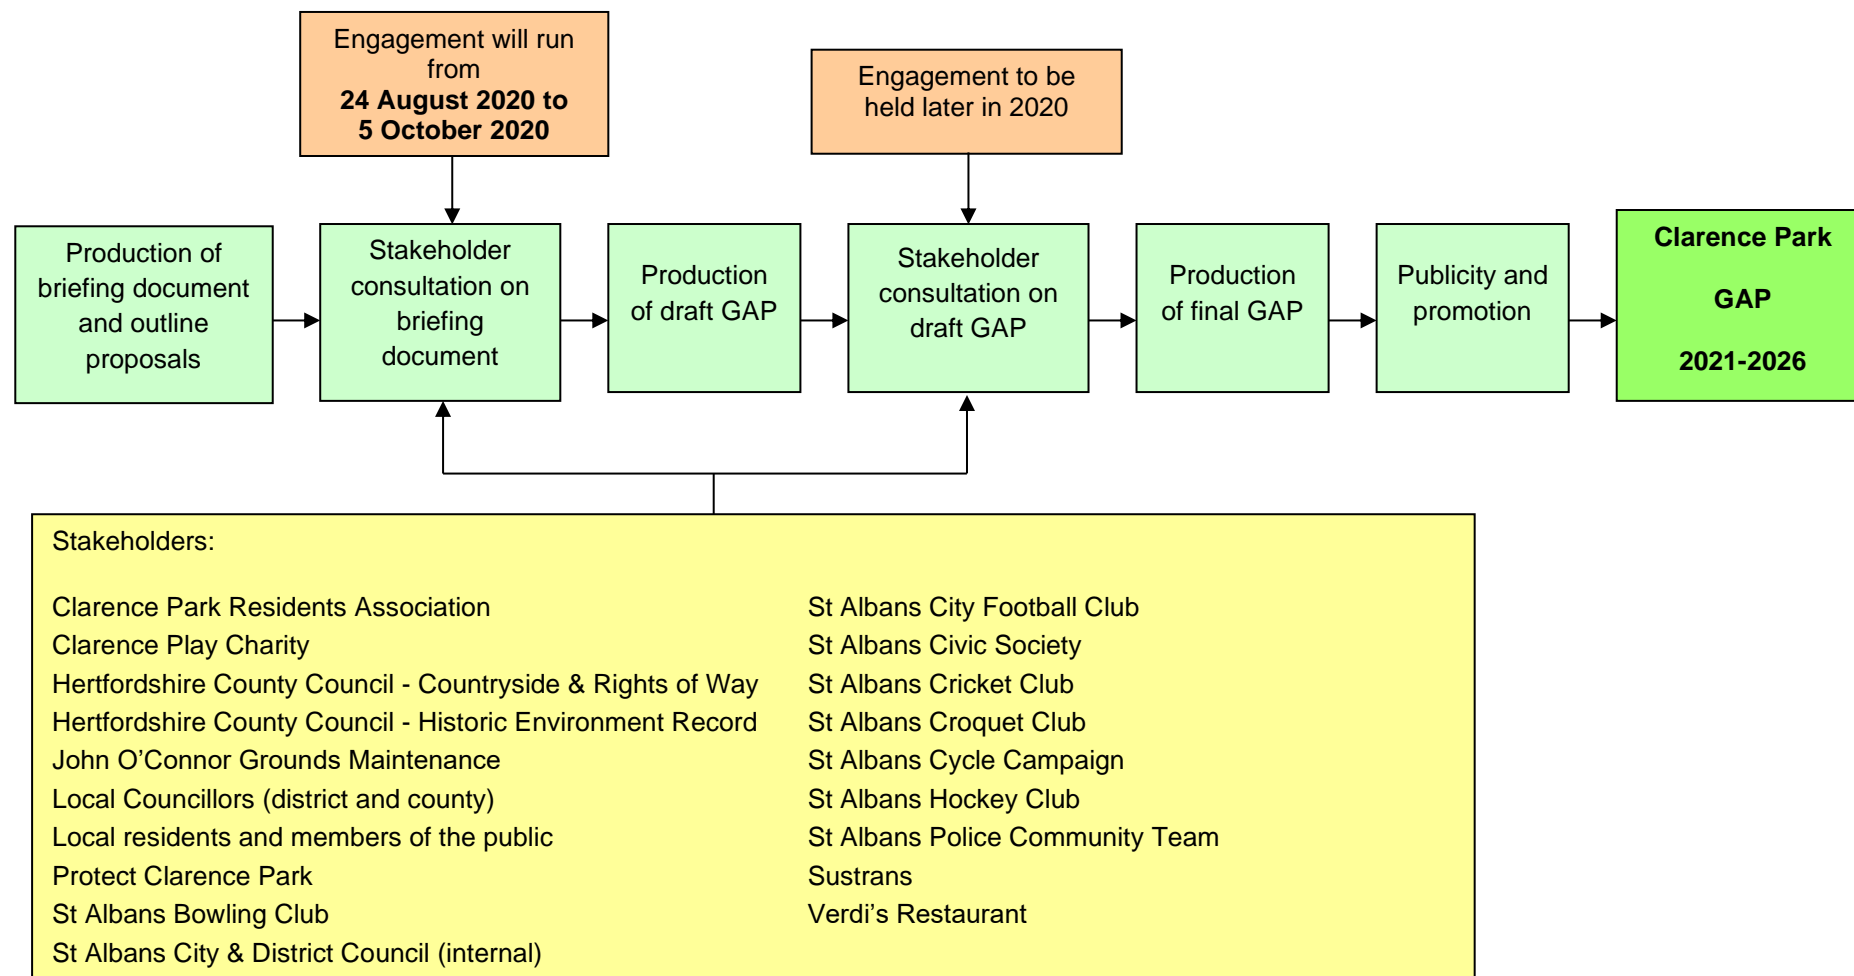 Engagement will run
from
24 August 2020 to
5 October 2020
Engagement to be
held later in 2020
Production of
briefing document
and outline
proposals
Stakeholder
consultation on
briefing
document
Production
of draft GAP
Stakeholder
consultation on
draft GAP
Production
of final GAP
Publicity and
promotion
Clarence Park
GAP
2021-2026
Stakeholders:
Clarence Park Residents Association
Clarence Play Charity
Hertfordshire County Council - Countryside & Rights of Way
Hertfordshire County Council - Historic Environment Record
John O’Connor Grounds Maintenance
Local Councillors (district and county)
Local residents and members of the public
Protect Clarence Park
St Albans Bowling Club
St Albans City & District Council (internal)
St Albans City Football Club
St Albans Civic Society
St Albans Cricket Club
St Albans Croquet Club
St Albans Cycle Campaign
St Albans Hockey Club
St Albans Police Community Team
Sustrans
Verdi’s Restaurant